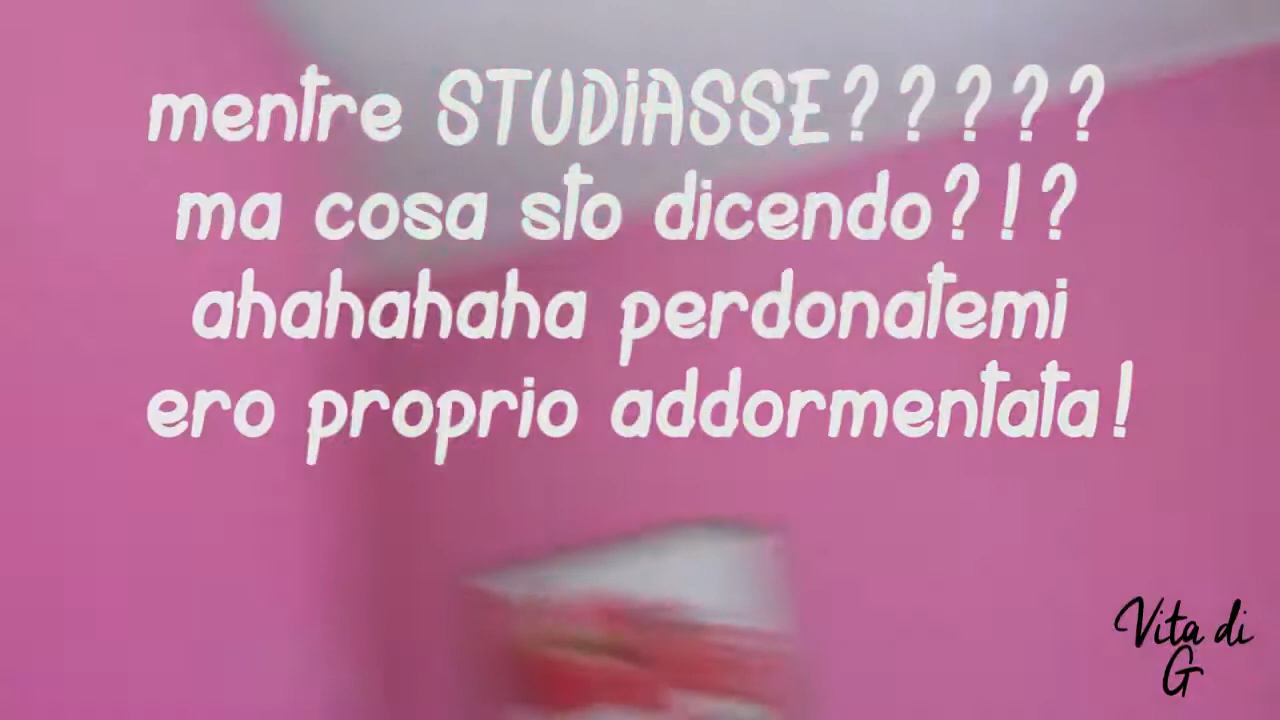 mentre STUDiASSE?????
ma cosa sto dicendo?!?
ahahahaha perdonatemi
ero proprio addormentata!
Vita di
G